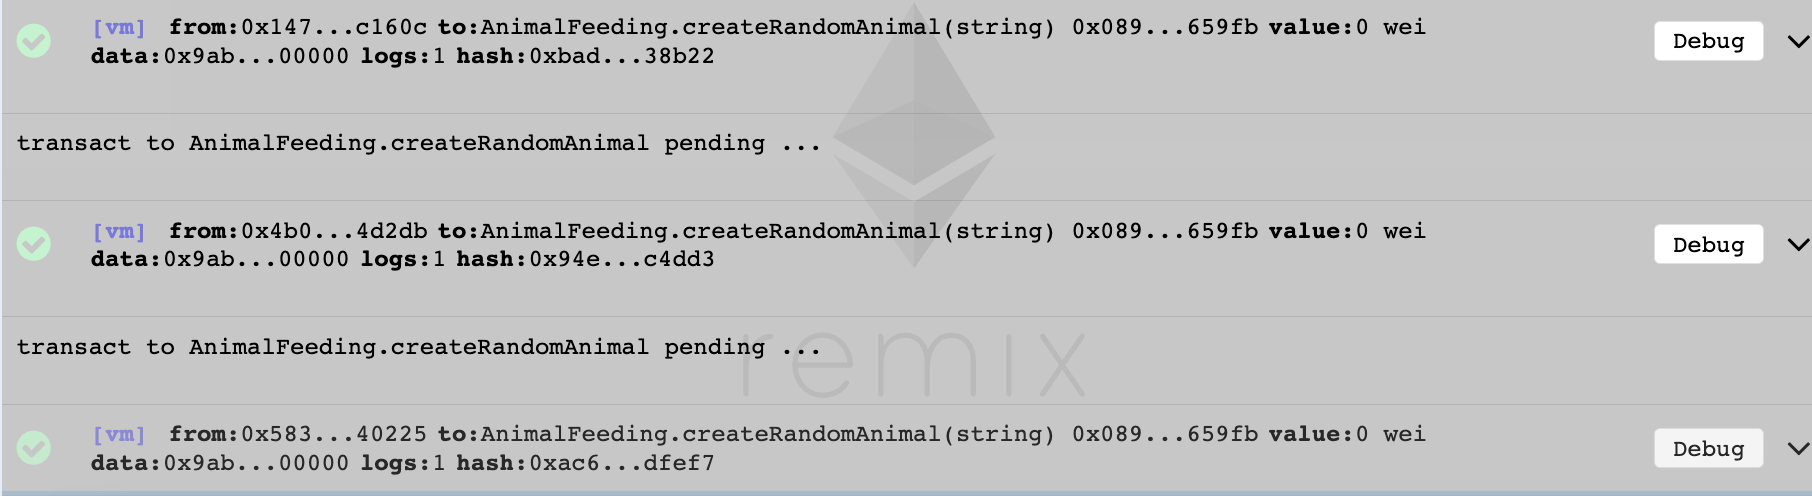 [vm] from:0x147...c160c to:AnimalFeeding.createRandomAnimal(string) 0x089...659fb value:0 wei
data:0x9ab...00000 logs:1 hash:0xbad...38b22
Debug
transact to AnimalFeeding.createRandomAnimal pending ...
[vm] from:0x4b0...4d2db to:AnimalFeeding.createRandomAnimal(string) 0x089...659fb value:0 wei
data:0x9ab...00000 logs:1 hash:0x94e...c4dd3
Debug
transact to AnimalFeeding.createRandomAnimal pending ...
remix
[vm] from:0x583...40225 to:AnimalFeeding.createRandomAnimal(string) 0x089...659fb value:0 wei
data:0x9ab...00000 logs:1 hash:0xac6...dfef7
Debug